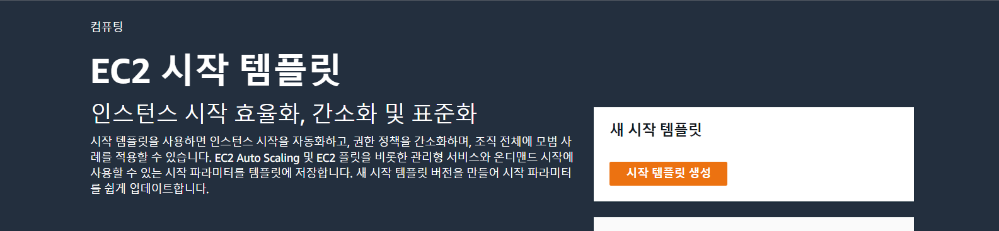 컴퓨팅
EC2 시작 템플릿
인스턴스 시작 효율화, 간소화 및 표준화
시작 템플릿을 사용하면 인스턴스 시작을 자동화하고, 권한 정책을 간소화하며, 조직 전체에 모범 사
례를 적용할 수 있습니다. EC2 Auto Scaling 및 EC2 플릿을 비롯한 관리형 서비스와 온디맨드 시작에
사용할 수 있는 시작 파라미터를 템플릿에 저장합니다. 새 시작 템플릿 버전을 만들어 시작 파라미터
를 쉽게 업데이트합니다.
새 시작 템플릿
시작 템플릿 생성